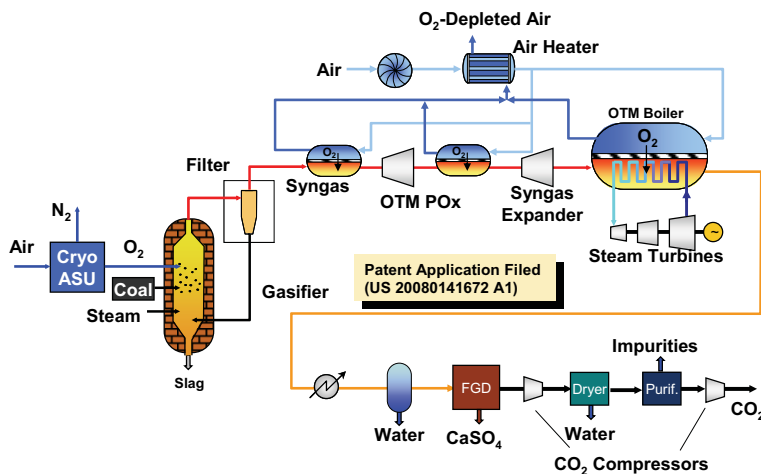 O2-Depleted Air
Air Heater
Air
OTM Boiler
O2
O2
O2
Filter
Syngas
OTM POx
Syngas
Expander
N2
Steam Turbines
~
Air
O2
Cryo
ASU
Patent Application Filed
(US 20080141672 A1)
Coal
Gasifier
Steam
Slag
Impurities
FGD
Dryer
Purif.
CO2
Water
CaSO4
Water
CO2 Compressors